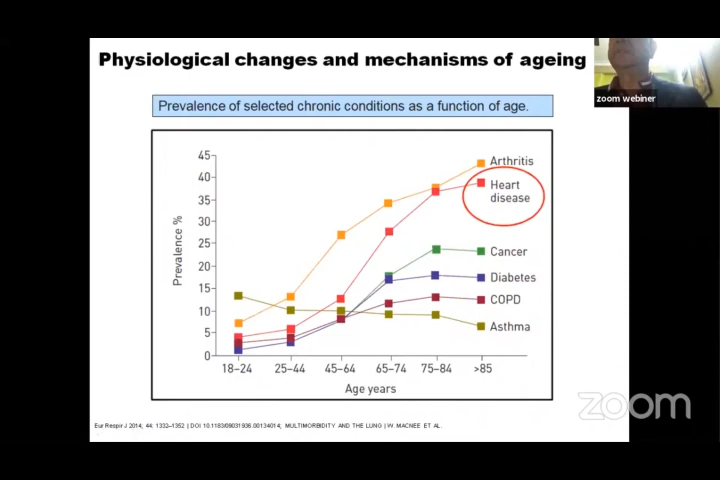 Physiological changes and mechanisms of ageing
zoom webiner
Prevalence of selected chronic conditions as a function of age.
45
40
35
30
25
20
15
10
5
0
Prevalence %
Arthritis
Heart
disease
Cancer
Diabetes
COPD
Asthma
18–24 25–44 45–64 65–74 75–84 >85
Age years
zoom
Eur Respir J 2014; 44: 1332–1352 | DOI 10.1183/09031936.00134014; MULTIMORBIDITY AND THE LUNG | W. MACNEE ET AL.